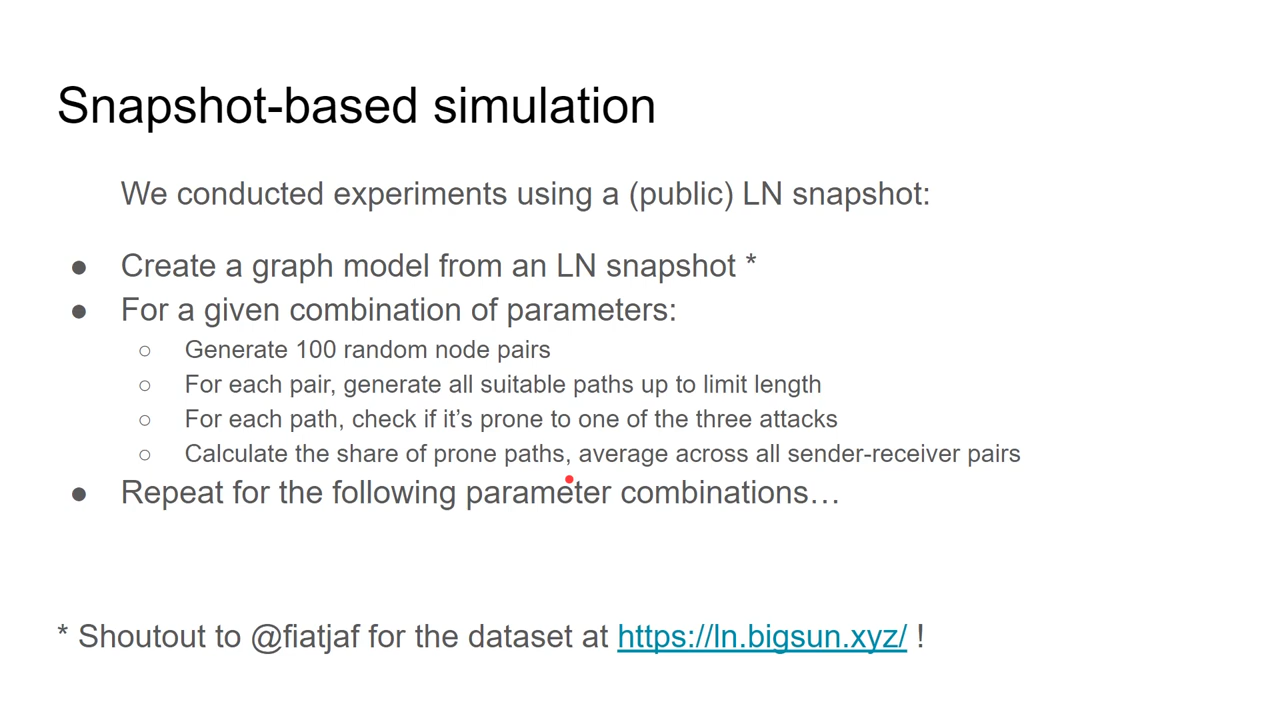 Snapshot-based simulation
We conducted experiments using a (public) LN snapshot:
● Create a graph model from an LN snapshot *
● For a given combination of parameters:
○ Generate 100 random node pairs
○ For each pair, generate all suitable paths up to limit length
○ For each path, check if it’s prone to one of the three attacks
○ Calculate the share of prone paths, average across all sender-receiver pairs
● Repeat for the following parameter combinations…
* Shoutout to @fiatjaf for the dataset at https://ln.bigsun.xyz/ !